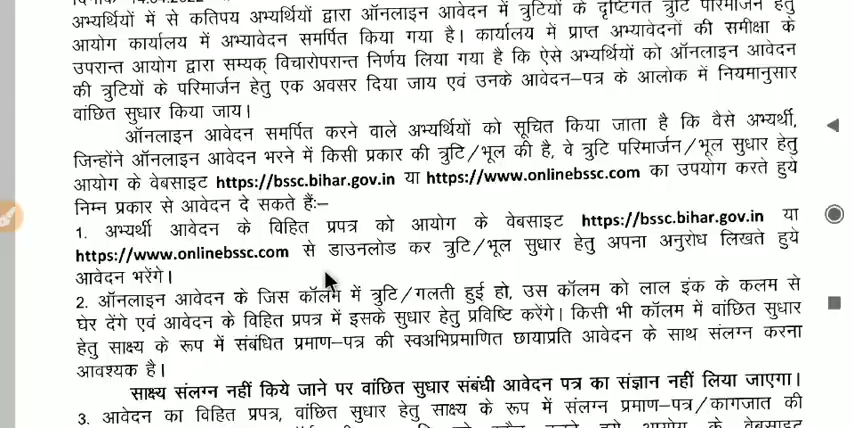 अभ्यर्थियों में से कतिपय अभ्यर्थियों द्वारा ऑनलाइन आवेदन में त्रुटियों के दृष्टिगत त्रुटि परिमार्जन हेतु
आयोग कार्यालय में अभ्यावेदन समर्पित किया गया है। कार्यालय में प्राप्त अभ्यावेदनों की समीक्षा के
उपरान्त आयोग द्वारा सम्यक् विचारोपरान्त निर्णय लिया गया है कि ऐसे अभ्यर्थियों को ऑनलाइन आवेदन
की त्रुटियों के परिमार्जन हेतु एक अवसर दिया जाय एवं उनके आवेदन–पत्र के आलोक में नियमानुसार
वांछित सुधार किया जाय।
ऑनलाइन आवेदन समर्पित करने वाले अभ्यर्थियों को सूचित किया जाता है कि वैसे अभ्यर्थी,
जिन्होंने ऑनलाइन आवेदन भरने में किसी प्रकार की त्रुटि/भूल की है, वे त्रुटि परिमार्जन/भूल सुधार हेतु
आयोग के वेबसाइट https://bssc.bihar.gov.in या https://www.onlinebssc.com का उपयोग करते हुये
निम्न प्रकार से आवेदन दे सकते हैं:–
1. अभ्यर्थी आवेदन के विहित प्रपत्र को आयोग के वेबसाइट https://bssc.bihar.gov.in या
https://www.onlinebssc.com से डाउनलोड कर त्रुटि/भूल सुधार हेतु अपना अनुरोध लिखते हुये
आवेदन भरेंगे।
2. ऑनलाइन आवेदन के जिस कॉलम में त्रुटि/गलती हुई हो, उस कॉलम को लाल इंक के कलम से
घेर देंगे एवं आवेदन के विहित प्रपत्र में इसके सुधार हेतु प्रविष्टि करेंगे। किसी भी कॉलम में वांछित सुधार
हेतु साक्ष्य के रूप में संबंधित प्रमाण–पत्र की स्वअभिप्रमाणित छायाप्रति आवेदन के साथ संलग्न करना
आवश्यक है।
साक्ष्य संलग्न नहीं किये जाने पर वांछित सुधार संबंधी आवेदन पत्र का संज्ञान नहीं लिया जाएगा।
3. आवेदन का विहित प्रपत्र, वांछित सुधार हेतु साक्ष्य के रूप में संलग्न प्रमाण–पत्र/कागजात की